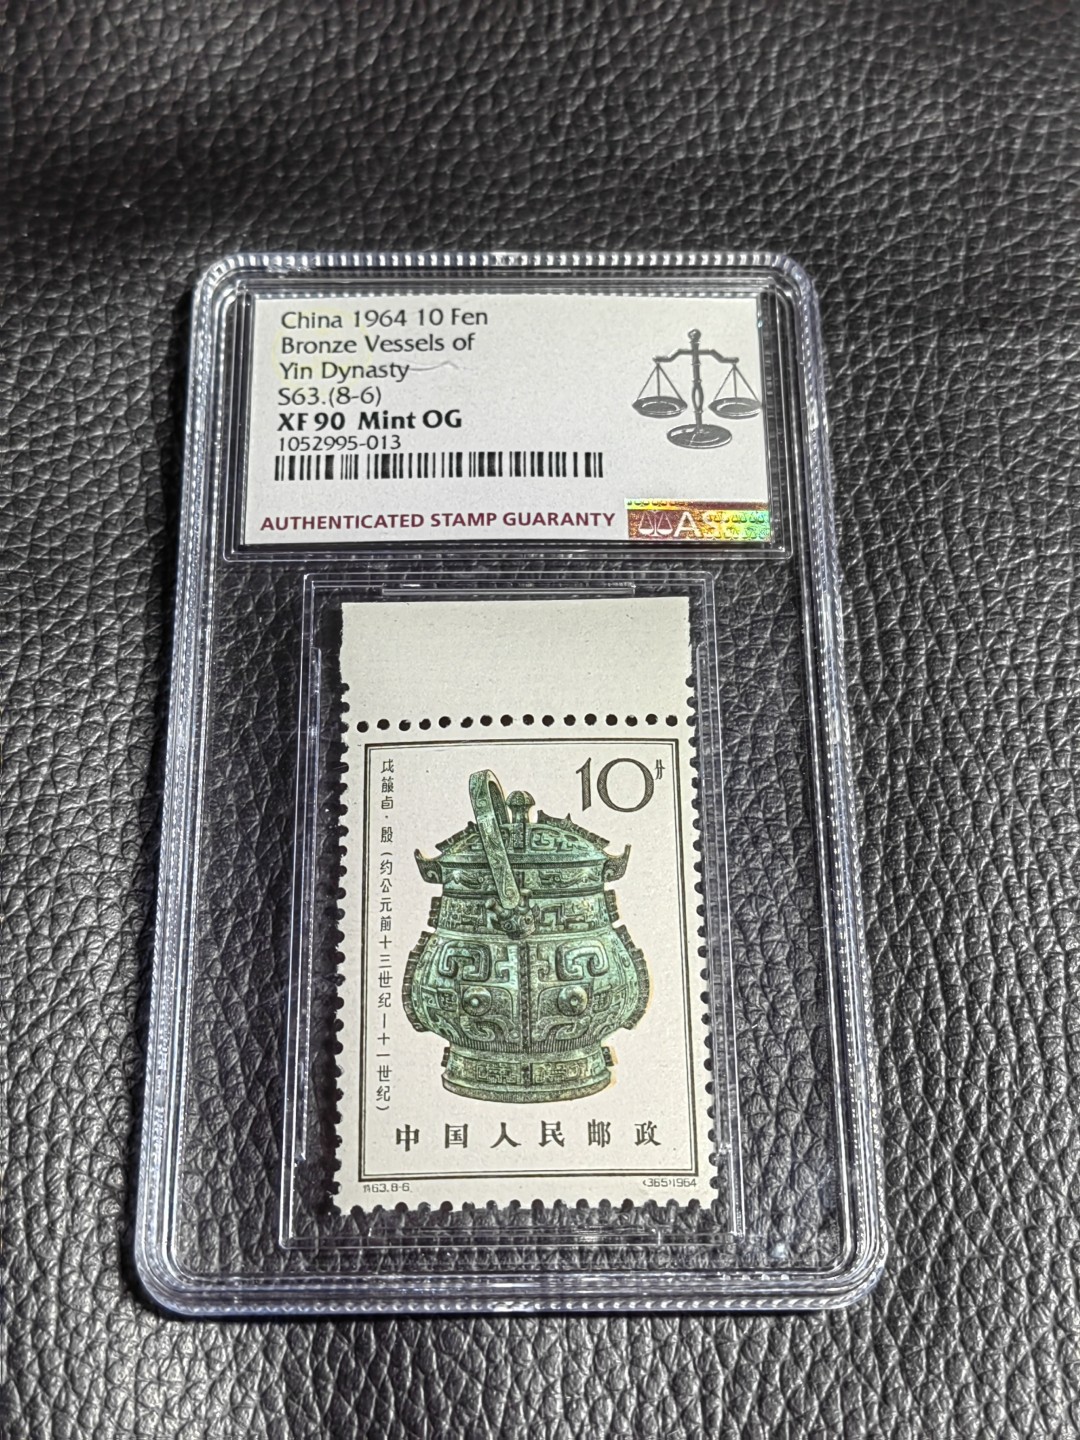 China 1964 10 Fen
Bronze Vessels of
Yin Dynasty
S63.(8-6)
XF 90 Mint OG
1052995-013
AUTHENTICATED STAMP GUARANTY
AS
10分
戍箙卣·殷（约公元前十三世纪—十一世纪）
中国人民邮政
特63.8-6.
(365)1964